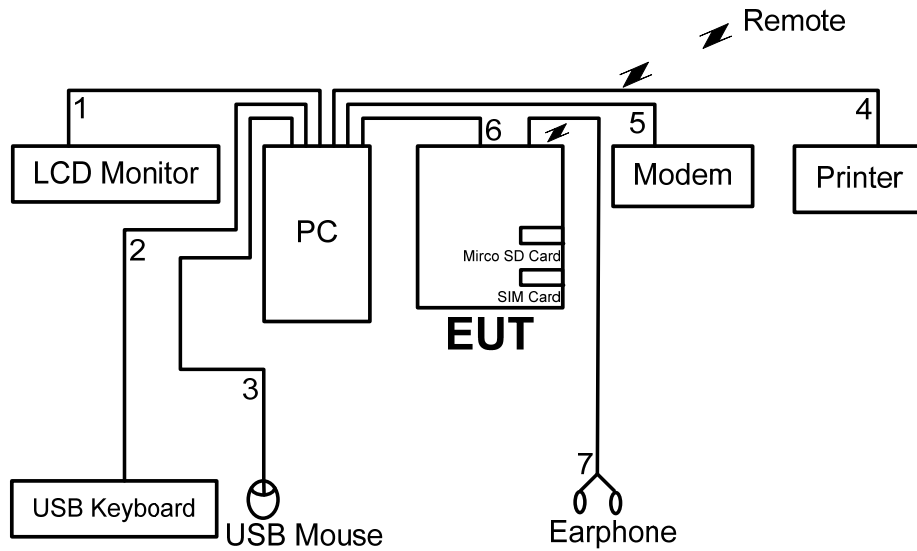 Remote
1
4
5
6
LCD Monitor
Modem
Printer
PC
2
Mirco SD Card
SIM Card
EUT
3
7
USB Keyboard
USB Mouse
Earphone